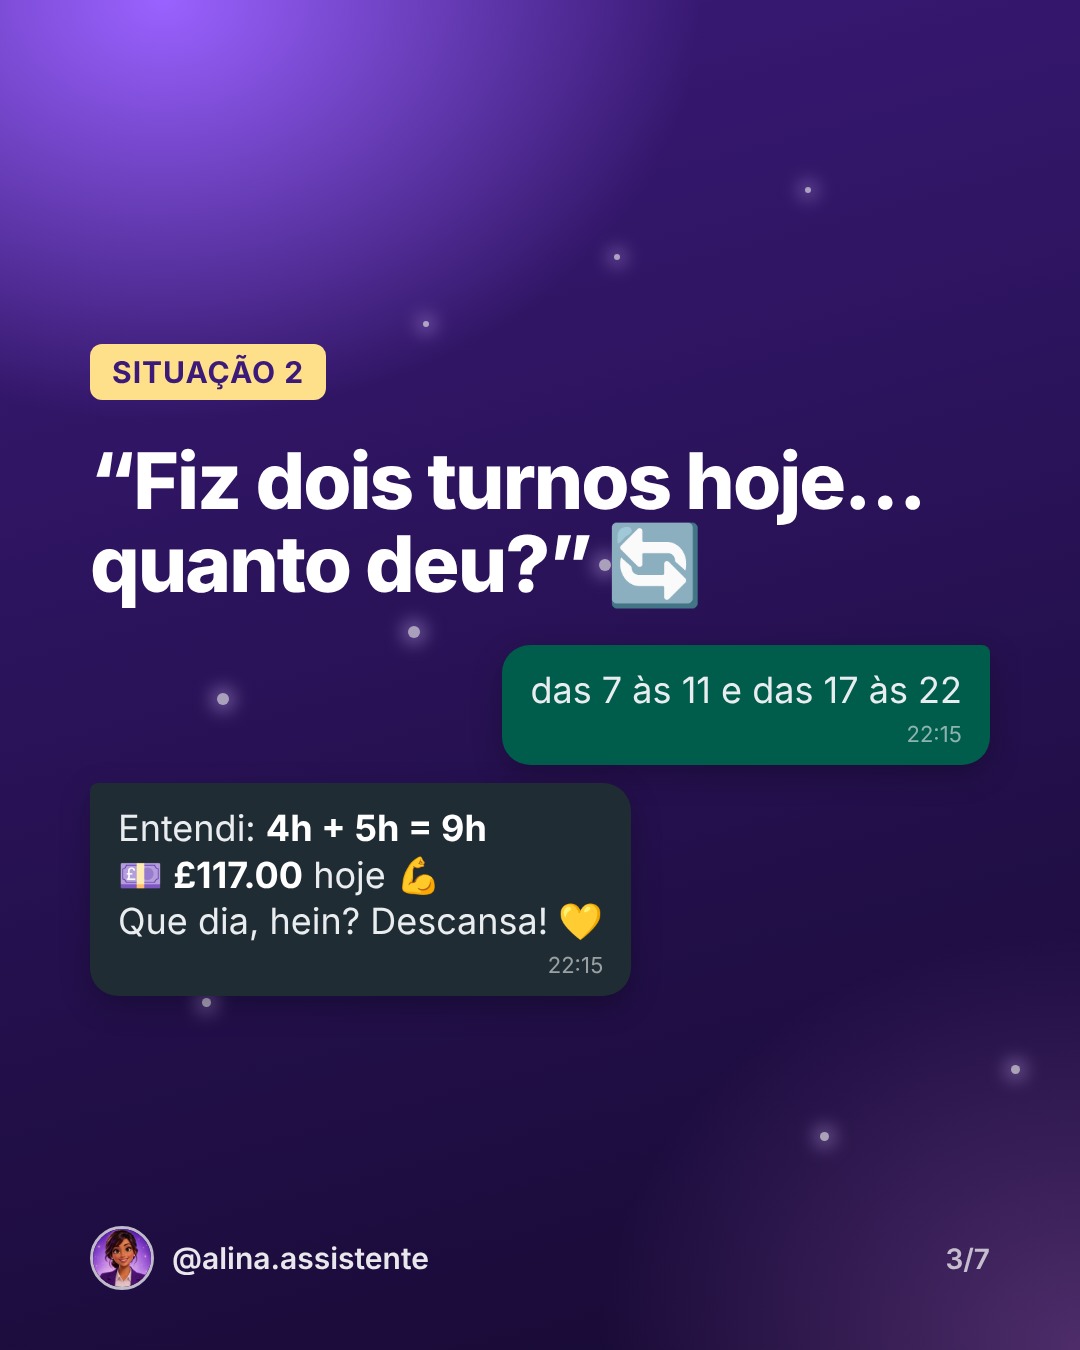 SITUAÇÃO 2
“Fiz dois turnos hoje…
quanto deu?” 🔄
das 7 às 11 e das 17 às 22
22:15
Entendi: 4h + 5h = 9h
💷 £117.00 hoje 💪
Que dia, hein? Descansa! 💛
22:15
@alina.assistente
3/7